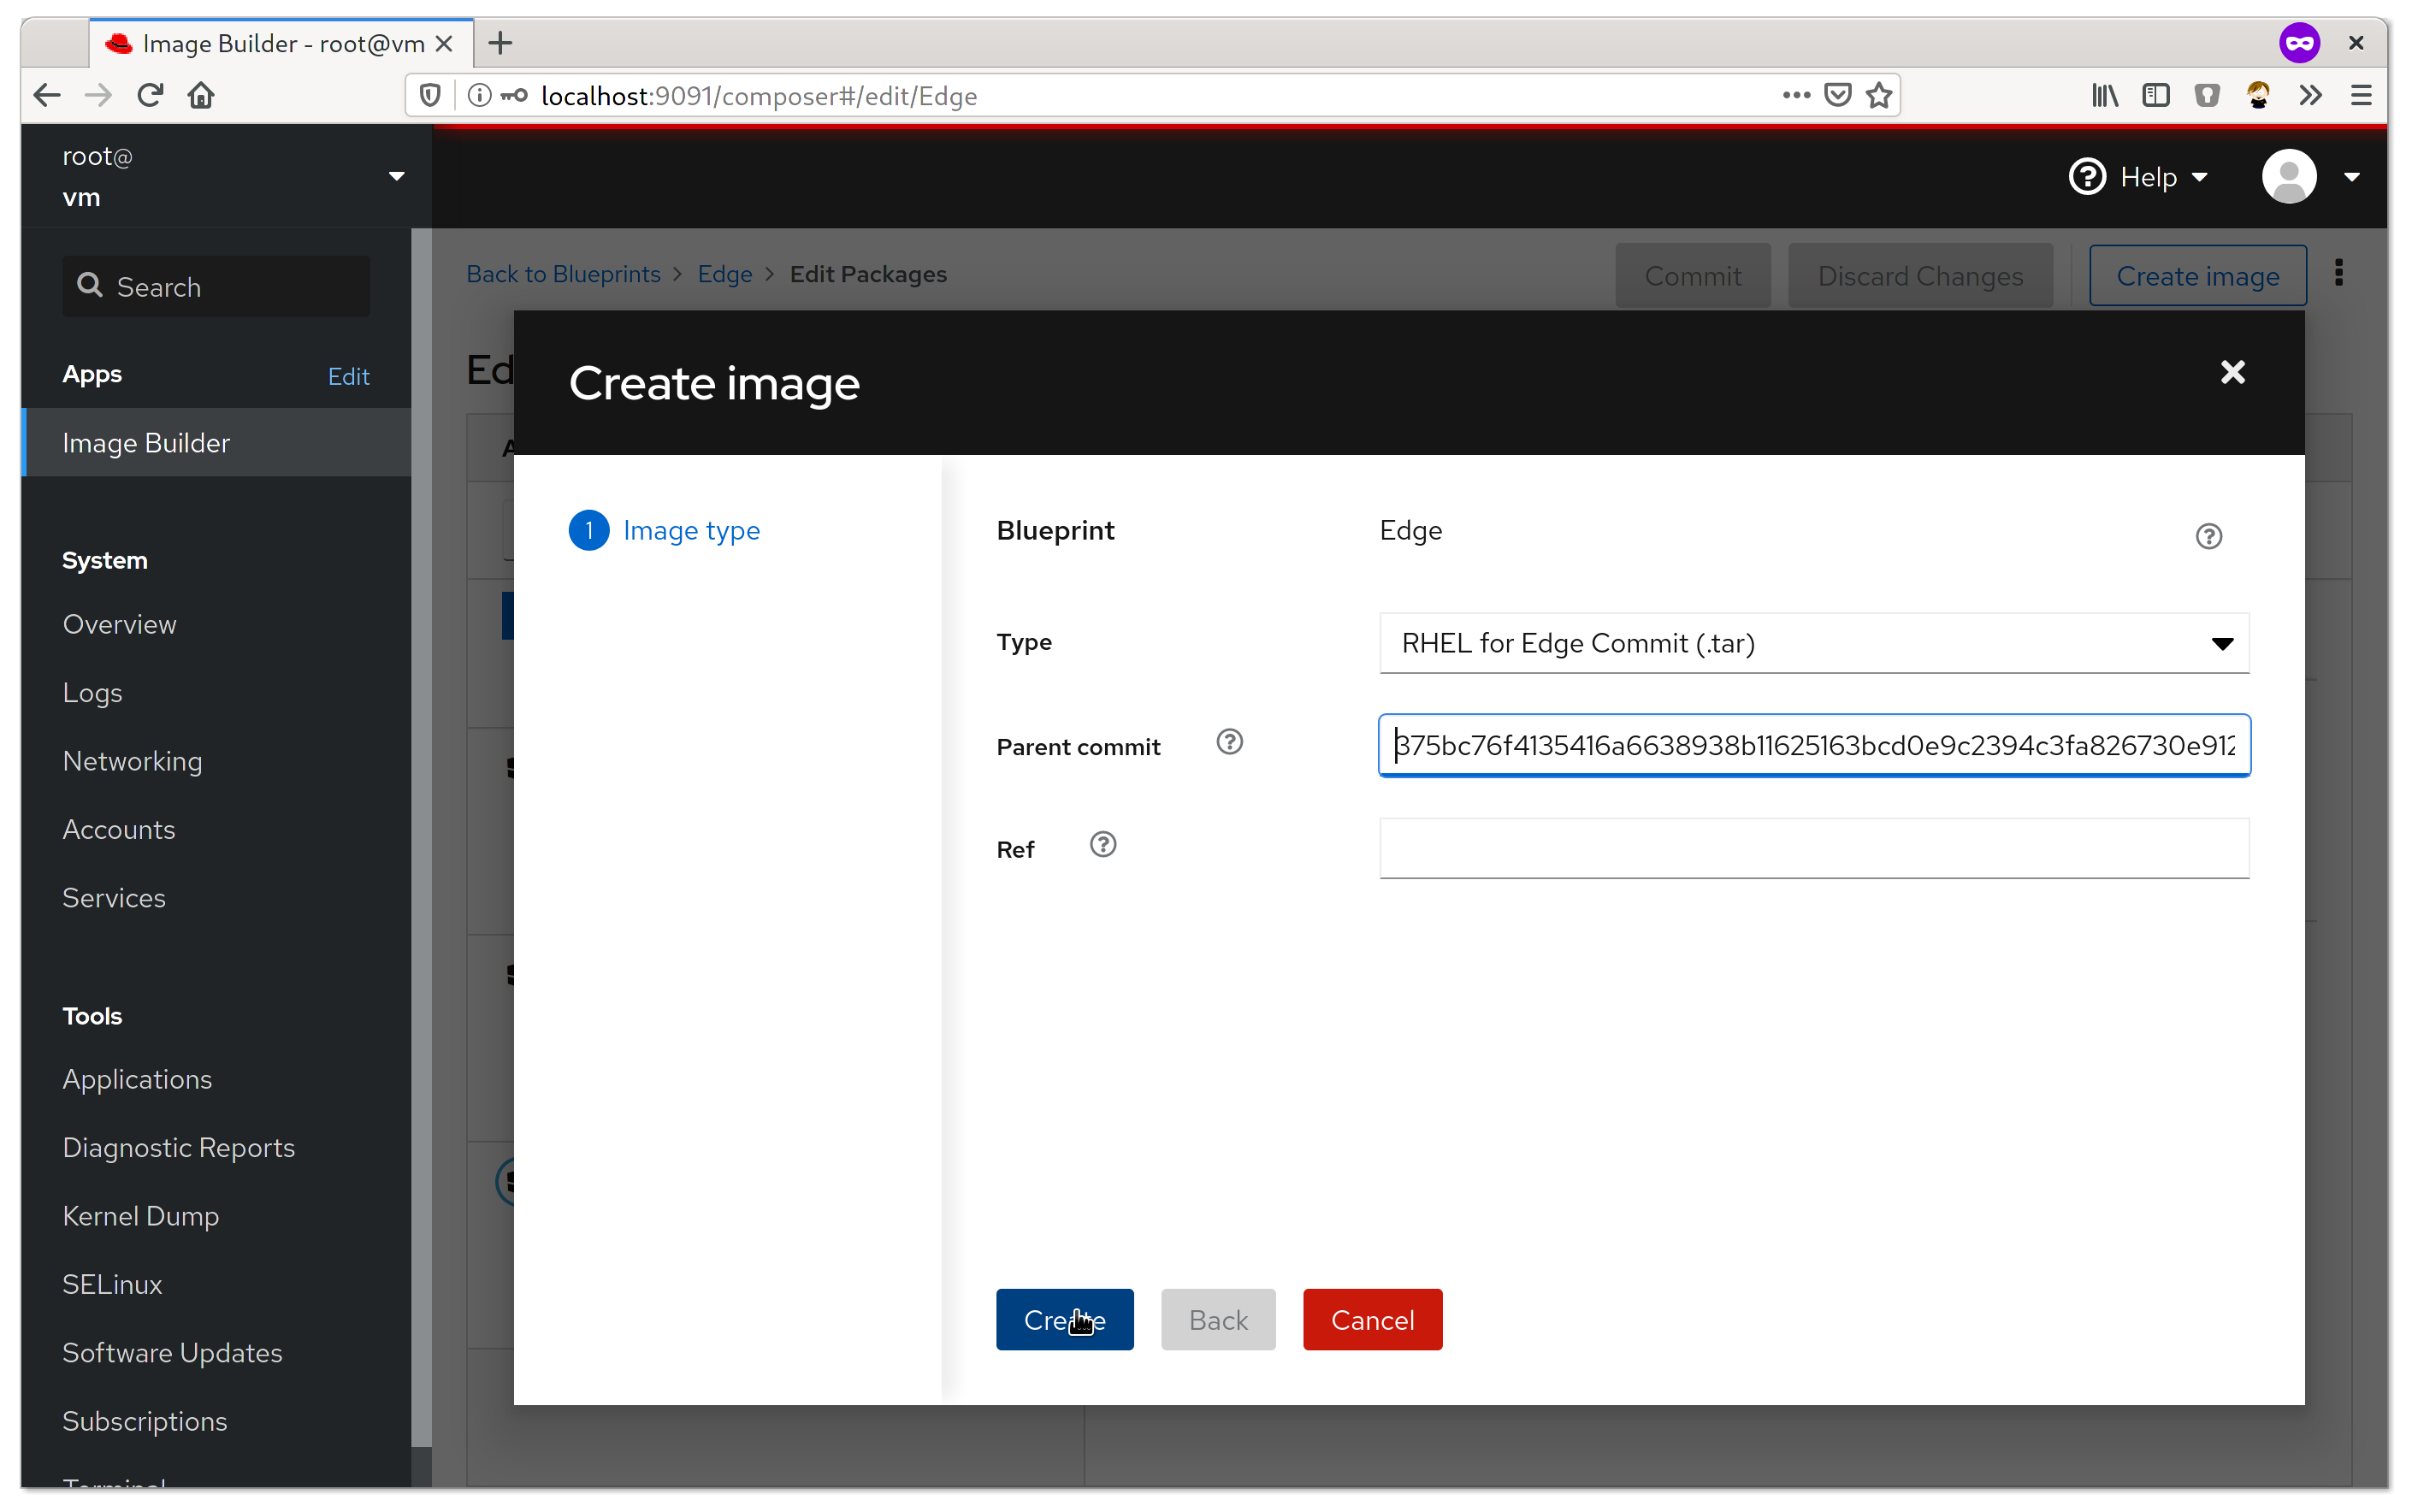 Image Builder - root@vm
localhost:9091/composer#/edit/Edge
root@
vm
Help
Search
Apps
Edit
Image Builder
System
Overview
Logs
Networking
Accounts
Services
Tools
Applications
Diagnostic Reports
Kernel Dump
SELinux
Software Updates
Subscriptions
Terminal
Back to Blueprints > Edge > Edit Packages
Commit
Discard Changes
Create image
Create image
1 Image type
Blueprint
Edge
Type
RHEL for Edge Commit (.tar)
Parent commit
375bc76f4135416a6638938b11625163bcd0e9c2394c3fa826730e912
Ref
Create
Back
Cancel